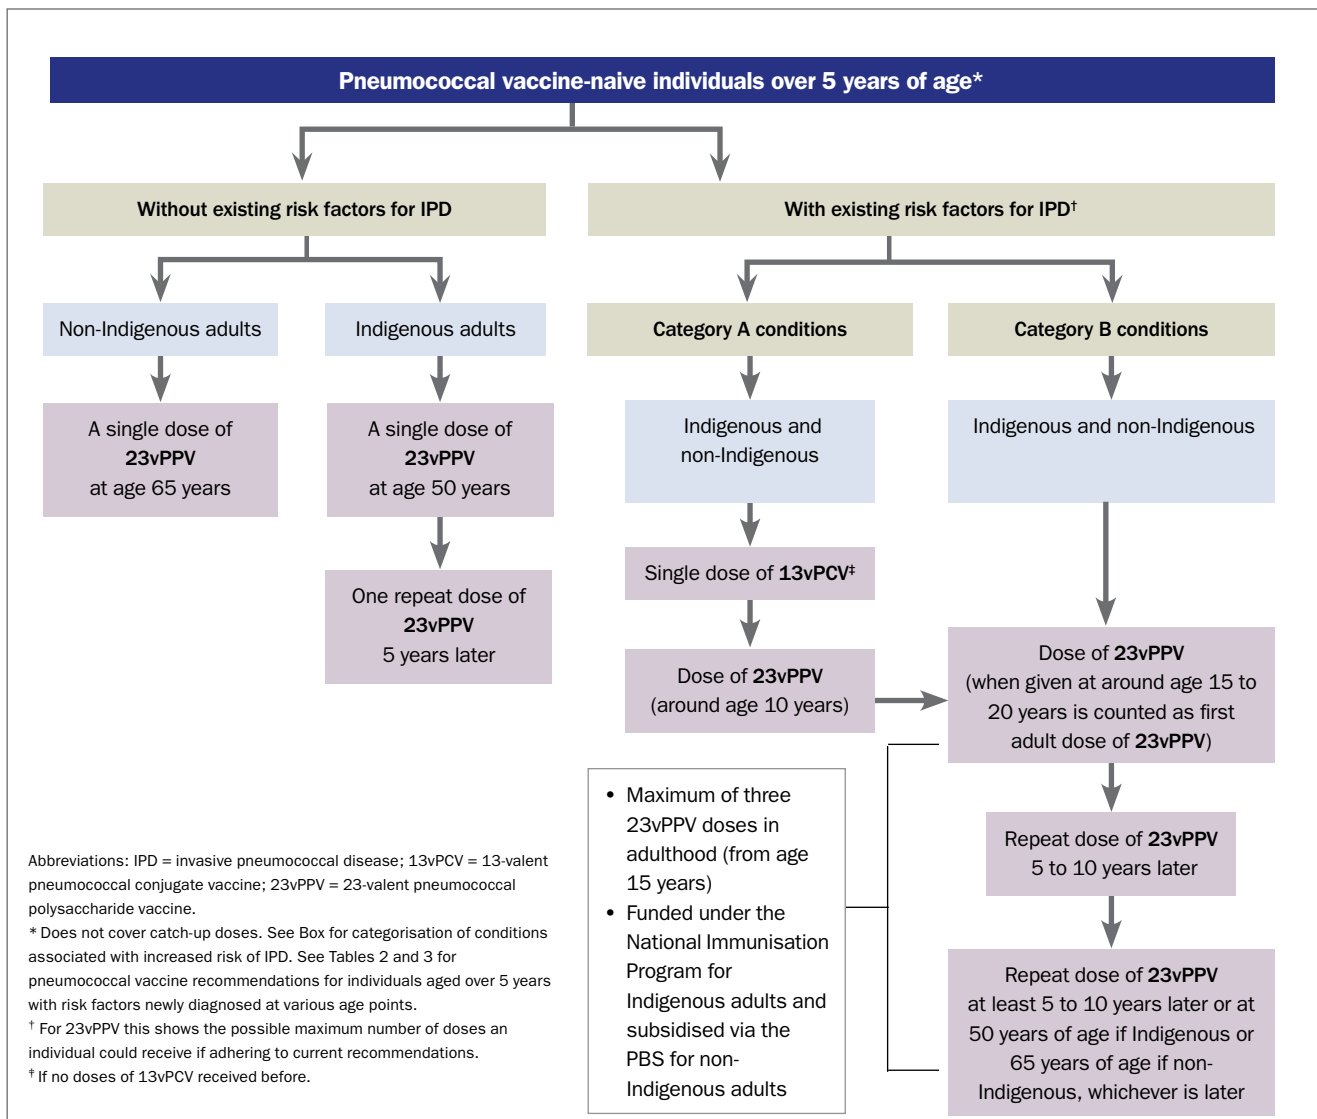 Pneumococcal vaccine-naive individuals over 5 years of age*
Without existing risk factors for IPD
With existing risk factors for IPD†
Non-Indigenous adults
Indigenous adults
Category A conditions
Category B conditions
A single dose of
23vPPV
at age 65 years
A single dose of
23vPPV
at age 50 years
One repeat dose of
23vPPV
5 years later
Indigenous and
non-Indigenous
Single dose of 13vPCV‡
Dose of 23vPPV
(around age 10 years)
Indigenous and non-Indigenous
Dose of 23vPPV
(when given at around age 15 to
20 years is counted as first
adult dose of 23vPPV)
Repeat dose of 23vPPV
5 to 10 years later
Repeat dose of 23vPPV
at least 5 to 10 years later or at
50 years of age if Indigenous or
65 years of age if non-
Indigenous, whichever is later
• Maximum of three
23vPPV doses in
adulthood (from age
15 years)
• Funded under the
National Immunisation
Program for
Indigenous adults and
subsidised via the
PBS for non-
Indigenous adults
Abbreviations: IPD = invasive pneumococcal disease; 13vPCV = 13-valent
pneumococcal conjugate vaccine; 23vPPV = 23-valent pneumococcal
polysaccharide vaccine.
* Does not cover catch-up doses. See Box for categorisation of conditions
associated with increased risk of IPD. See Tables 2 and 3 for
pneumococcal vaccine recommendations for individuals aged over 5 years
with risk factors newly diagnosed at various age points.
† For 23vPPV this shows the possible maximum number of doses an
individual could receive if adhering to current recommendations.
† If no doses of 13vPCV received before.